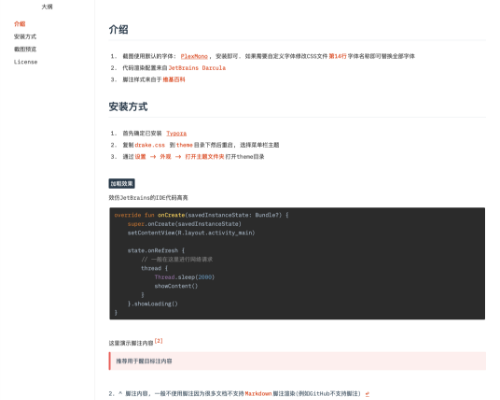 大纲
介绍
安装方式
截图预览
License
介绍
1. 截图使用默认的字体: PlexMono , 安装即可. 如果需要自定义字体修改CSS文件 第14行 字体名称即可替换全部字体
2. 代码渲染配置来自 JetBrains Darcula
3. 脚注样式来自于 维基百科
安装方式
1. 首先确定已安装 Typora
2. 复制 drake.css 到 theme 目录下然后重启, 选择菜单栏主题
3. 通过 设置 -> 外观 -> 打开主题文件夹 打开theme目录
加粗效果
效仿JetBrains的IDE代码高亮
override fun onCreate(savedInstanceState: Bundle?) {
super.onCreate(savedInstanceState)
setContentView(R.layout.activity_main)
state.onRefresh {
// 一般在这里进行网络请求
thread {
Thread.sleep(2000)
showContent()
}
}.showLoading()
}
这里演示脚注内容 [2]
推荐用于醒目标注内容
2. ^ 脚注内容, 一般不使用脚注因为很多文档不支持 Markdown 脚注渲染(例如GitHub不支持脚注) ↩